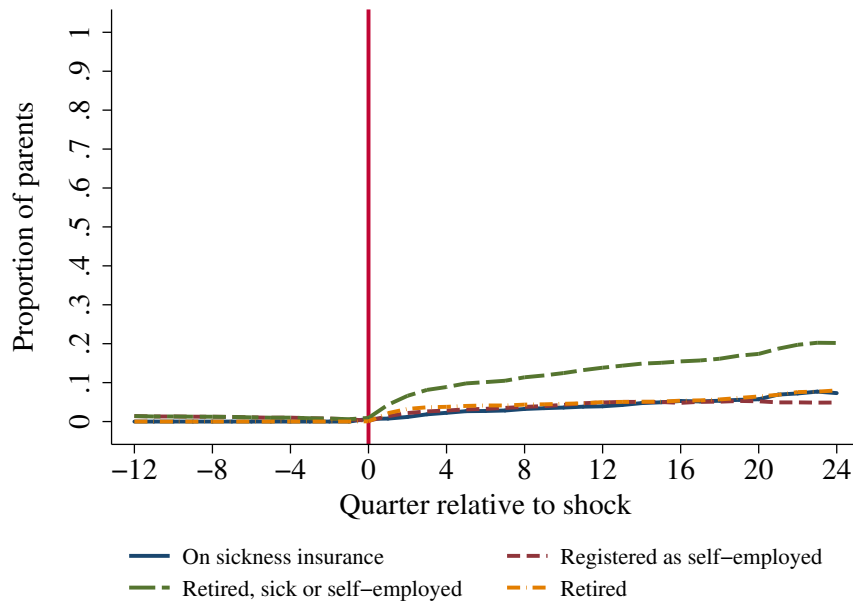 Proportion of parents
1
.9
.8
.7
.6
.5
.4
.3
.2
.1
0
−12 −8 −4 0 4 8 12 16 20 24
Quarter relative to shock
On sickness insurance Registered as self−employed
Retired, sick or self−employed Retired